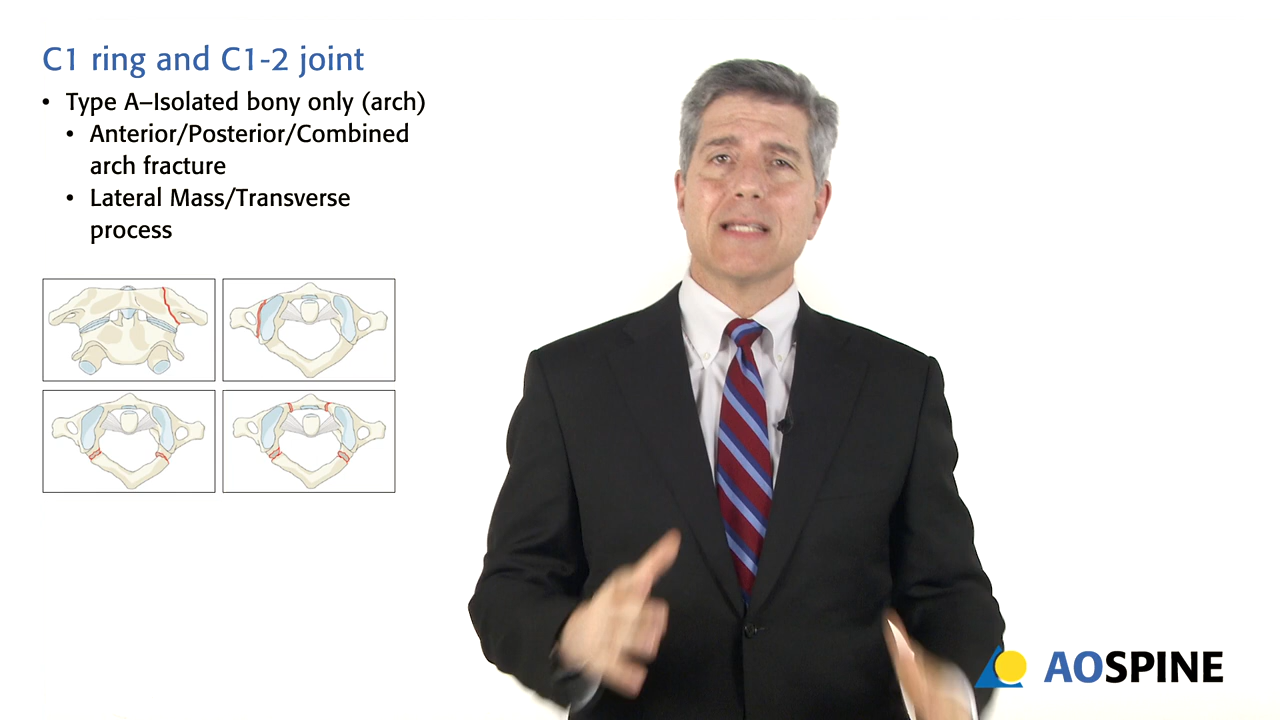 C1 ring and C1-2 joint
• Type A–Isolated bony only (arch)
• Anterior/Posterior/Combined
arch fracture
• Lateral Mass/Transverse
process
AOSPINE